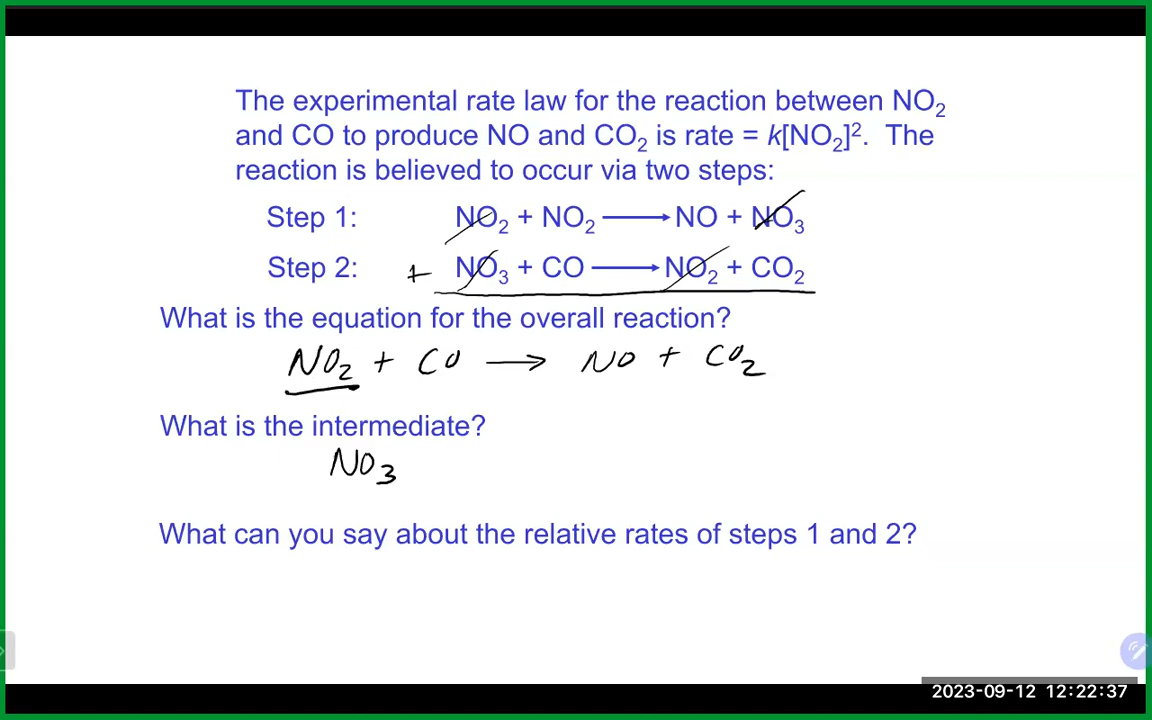 The experimental rate law for the reaction between NO₂
and CO to produce NO and CO₂ is rate = k[NO₂]². The
reaction is believed to occur via two steps:
Step 1: NO₂ + NO₂ ⟶ NO + NO₃
Step 2: + NO₃ + CO ⟶ NO₂ + CO₂
What is the equation for the overall reaction?
NO₂ + CO ⟶ NO + CO₂
What is the intermediate?
NO₃
What can you say about the relative rates of steps 1 and 2?
2023-09-12 12:22:37